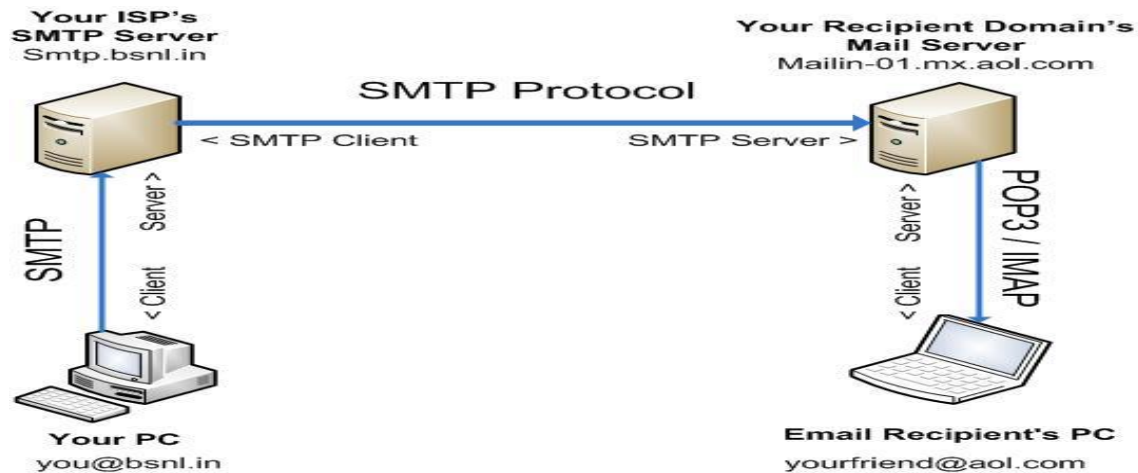 Your ISP's
SMTP Server
Smtp.bsnl.in
Your Recipient Domain's
Mail Server
Mailin-01.mx.aol.com
SMTP Protocol
< SMTP Client
SMTP Server >
SMTP
< Client
Server >
< Client
Server >
POP3 / IMAP
Your PC
you@bsnl.in
Email Recipient's PC
yourfriend@aol.com